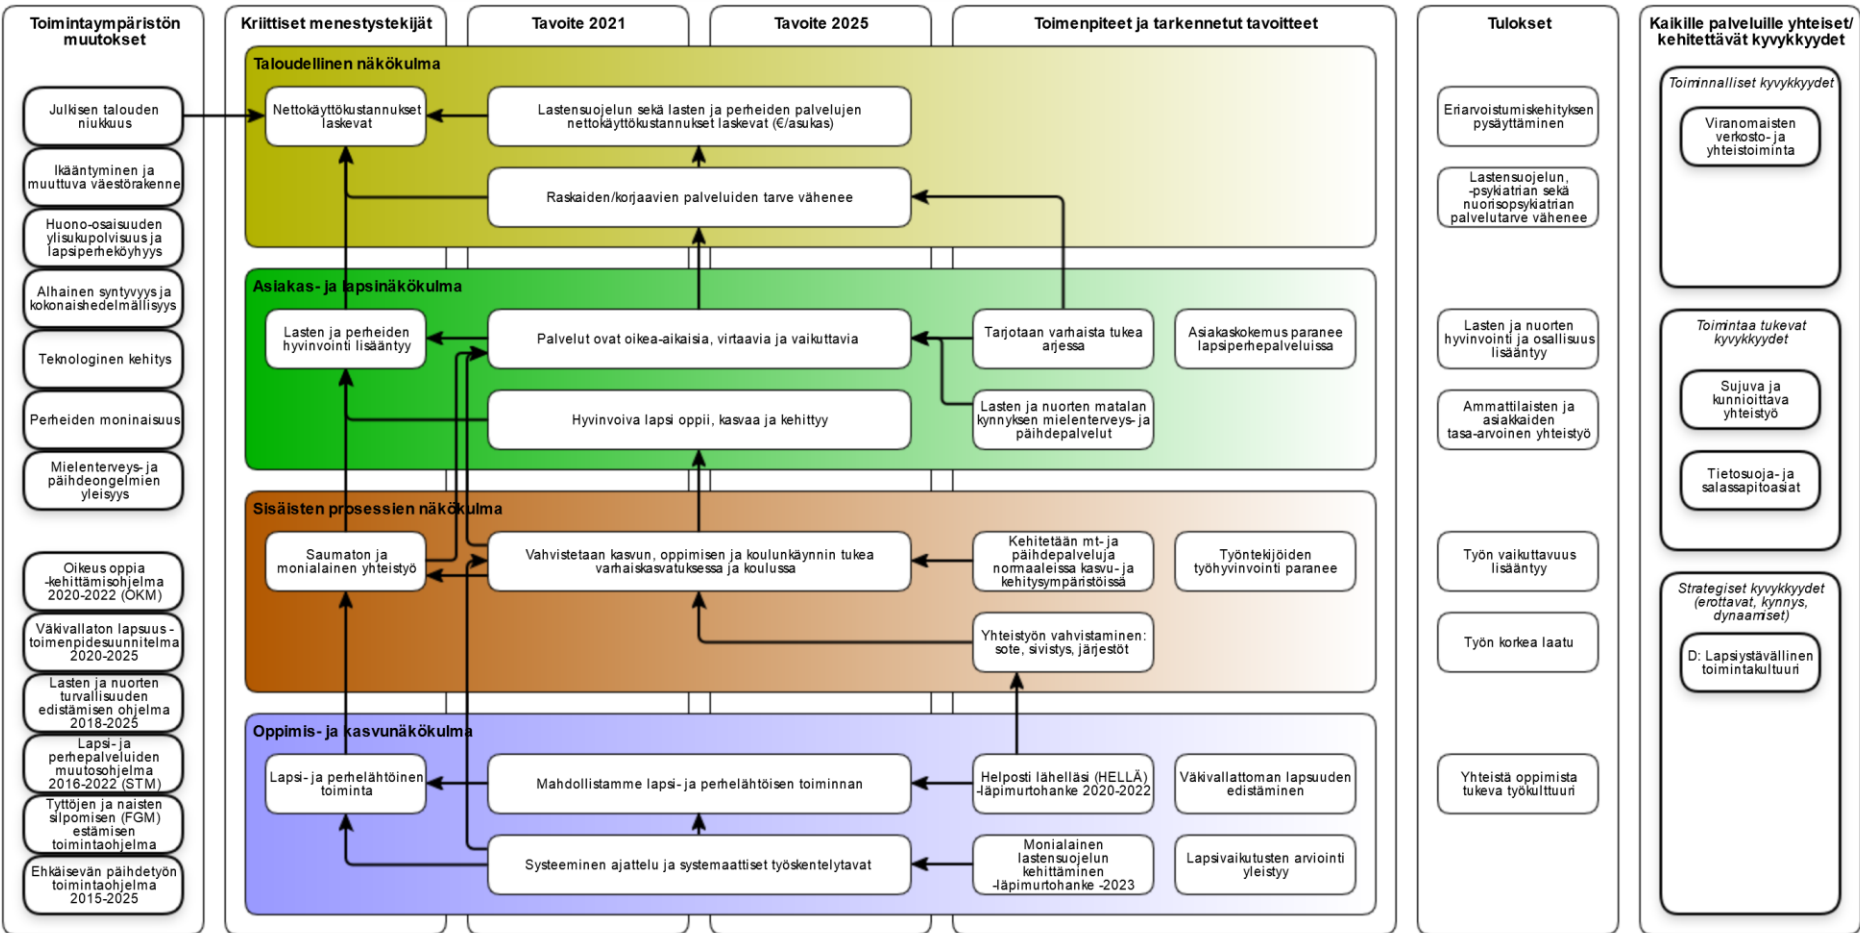 Toimintaympäristön
muutokset
Julkisen talouden
niukkuus
Ikääntyminen ja
muuttuva väestörakenne
Huono-osaisuuden
ylisukupolvisuus ja
lapsiperheköyhyys
Alhainen syntyvyys ja
kokonaishedelmällisyys
Teknologinen kehitys
Perheiden moninaisuus
Mielenterveys- ja
päihdeongelmien
yleisyys
Oikeus oppia
-kehittämisohjelma
2020-2022 (OKM)
Väkivallaton lapsuus -
toimenpidesuunnitelma
2020-2025
Lasten ja nuorten
turvallisuuden
edistämisen ohjelma
2018-2025
Lapsi- ja
perhepalveluiden
muutosohjelma
2016-2022 (STM)
Tyttöjen ja naisten
silpomisen (FGM)
estämisen
toimintaohjelma
Ehkäisevän päihdetyön
toimintaohjelma
2015-2025
Kriittiset menestystekijät
Tavoite 2021
Tavoite 2025
Toimenpiteet ja tarkennetut tavoitteet
Taloudellinen näkökulma
Nettokäyttökustannukset
laskevat
Lastensuojelun sekä lasten ja perheiden palvelujen
nettokäyttökustannukset laskevat (€/asukas)
Raskaiden/korjaavien palveluiden tarve vähenee
Asiakas- ja lapsinäkökulma
Lasten ja perheiden
hyvinvointi lisääntyy
Palvelut ovat oikea-aikaisia, virtaavia ja vaikuttavia
Tarjotaan varhaista tukea
arjessa
Asiakaskokemus paranee
lapsiperhepalveluissa
Hyvinvoiva lapsi oppii, kasvaa ja kehittyy
Lasten ja nuorten matalan
kynnyksen mielenterveys- ja
päihdepalvelut
Sisäisten prosessien näkökulma
Saumaton ja
monialainen yhteistyö
Vahvistetaan kasvun, oppimisen ja koulunkäynnin tukea
varhaiskasvatuksessa ja koulussa
Kehitetään mt- ja
päihdepalveluja
normaaleissa kasvu- ja
kehitysympäristöissä
Työntekijöiden
työhyvinvointi paranee
Yhteistyön vahvistaminen:
sote, sivistys, järjestöt
Oppimis- ja kasvunäkökulma
Lapsi- ja perhelähtöinen
toiminta
Mahdollistamme lapsi- ja perhelähtöisen toiminnan
Helposti lähelläsi (HELLÄ)
-läpimurtohanke 2020-2022
Väkivallattoman lapsuuden
edistäminen
Systeeminen ajattelu ja systemaattiset työskentelytavat
Monialainen
lastensuojelun
kehittäminen
-läpimurtohanke -2023
Lapsivaikutusten arviointi
yleistyy
Tulokset
Eriarvoistumiskehityksen
pysäyttäminen
Lastensuojelun,
-psykiatrian sekä
nuorisopsykiatrian
palvelutarve vähenee
Lasten ja nuorten
hyvinvointi ja osallisuus
lisääntyy
Ammattilaisten ja
asiakkaiden
tasa-arvoinen yhteistyö
Työn vaikuttavuus
lisääntyy
Työn korkea laatu
Yhteistä oppimista
tukeva työkulttuuri
Kaikille palveluille yhteiset/
kehitettävät kyvykkyydet
Toiminnalliset kyvykkyydet
Viranomaisten
verkosto- ja
yhteistoiminta
Toimintaa tukevat
kyvykkyydet
Sujuva ja
kunnioittava
yhteistyö
Tietosuoja- ja
salassapitoasiat
Strategiset kyvykkyydet
(erottavat, kynnys,
dynaamiset)
D: Lapsiystävällinen
toimintakulttuuri